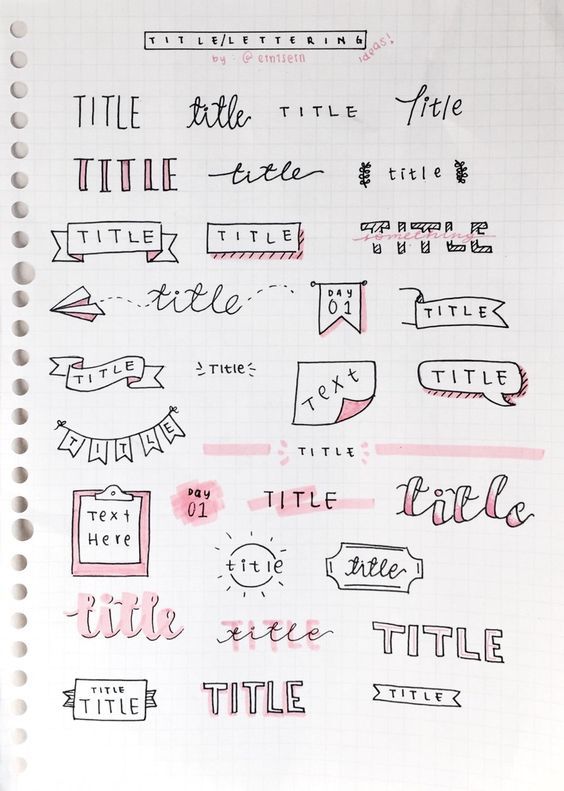 TITLE/LETTERING
by · @ emtsem ideas!
TITLE title TITLE Title
TITLE title title
TITLE TITLE TITLE something
title DAY 01 TITLE
TITLE Title Text TITLE
TITLE
TITLE
Text Here DAY 01 TITLE title
title title
title title TITLE
TITLE TITLE TITLE TITLE